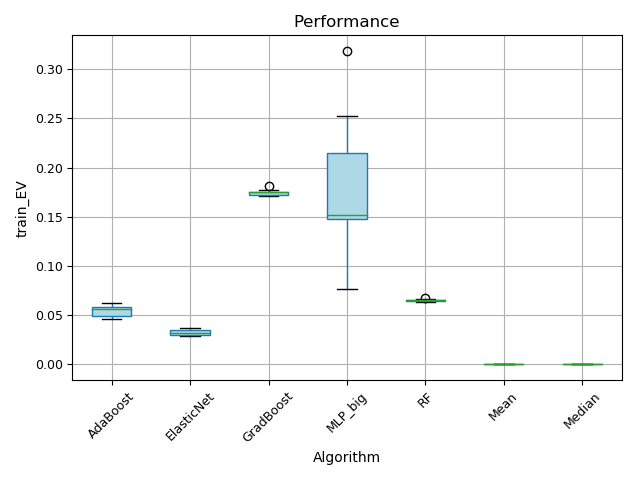 Performance
train_EV
0.30
0.25
0.20
0.15
0.10
0.05
0.00
AdaBoost
ElasticNet
GradBoost
MLP_big
RF
Mean
Median
Algorithm